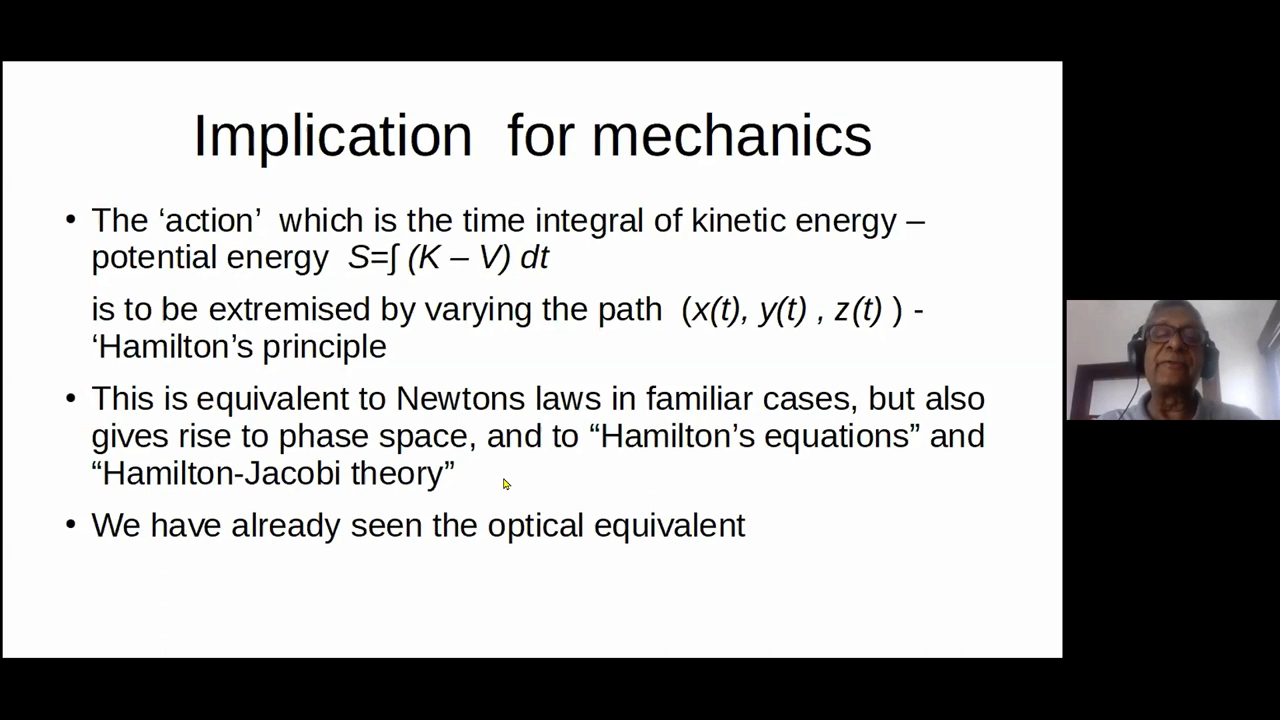 Implication for mechanics
• The ‘action’ which is the time integral of kinetic energy –
potential energy S=∫ (K – V) dt
is to be extremised by varying the path (x(t), y(t) , z(t) ) -
‘Hamilton’s principle
• This is equivalent to Newtons laws in familiar cases, but also
gives rise to phase space, and to “Hamilton’s equations” and
“Hamilton-Jacobi theory”
• We have already seen the optical equivalent